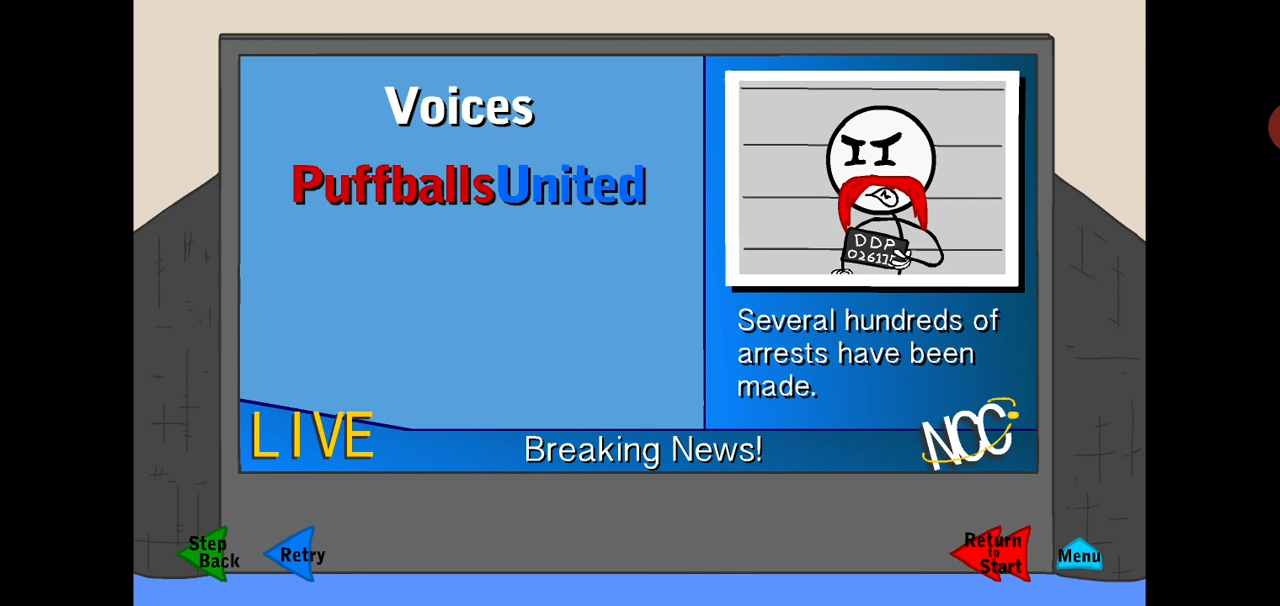 Voices
PuffballsUnited
DDP
Several hundreds of
arrests have been
made.
LIVE
Breaking News!
NCC
Step
Back
Retry
Return
to
Start
Menu